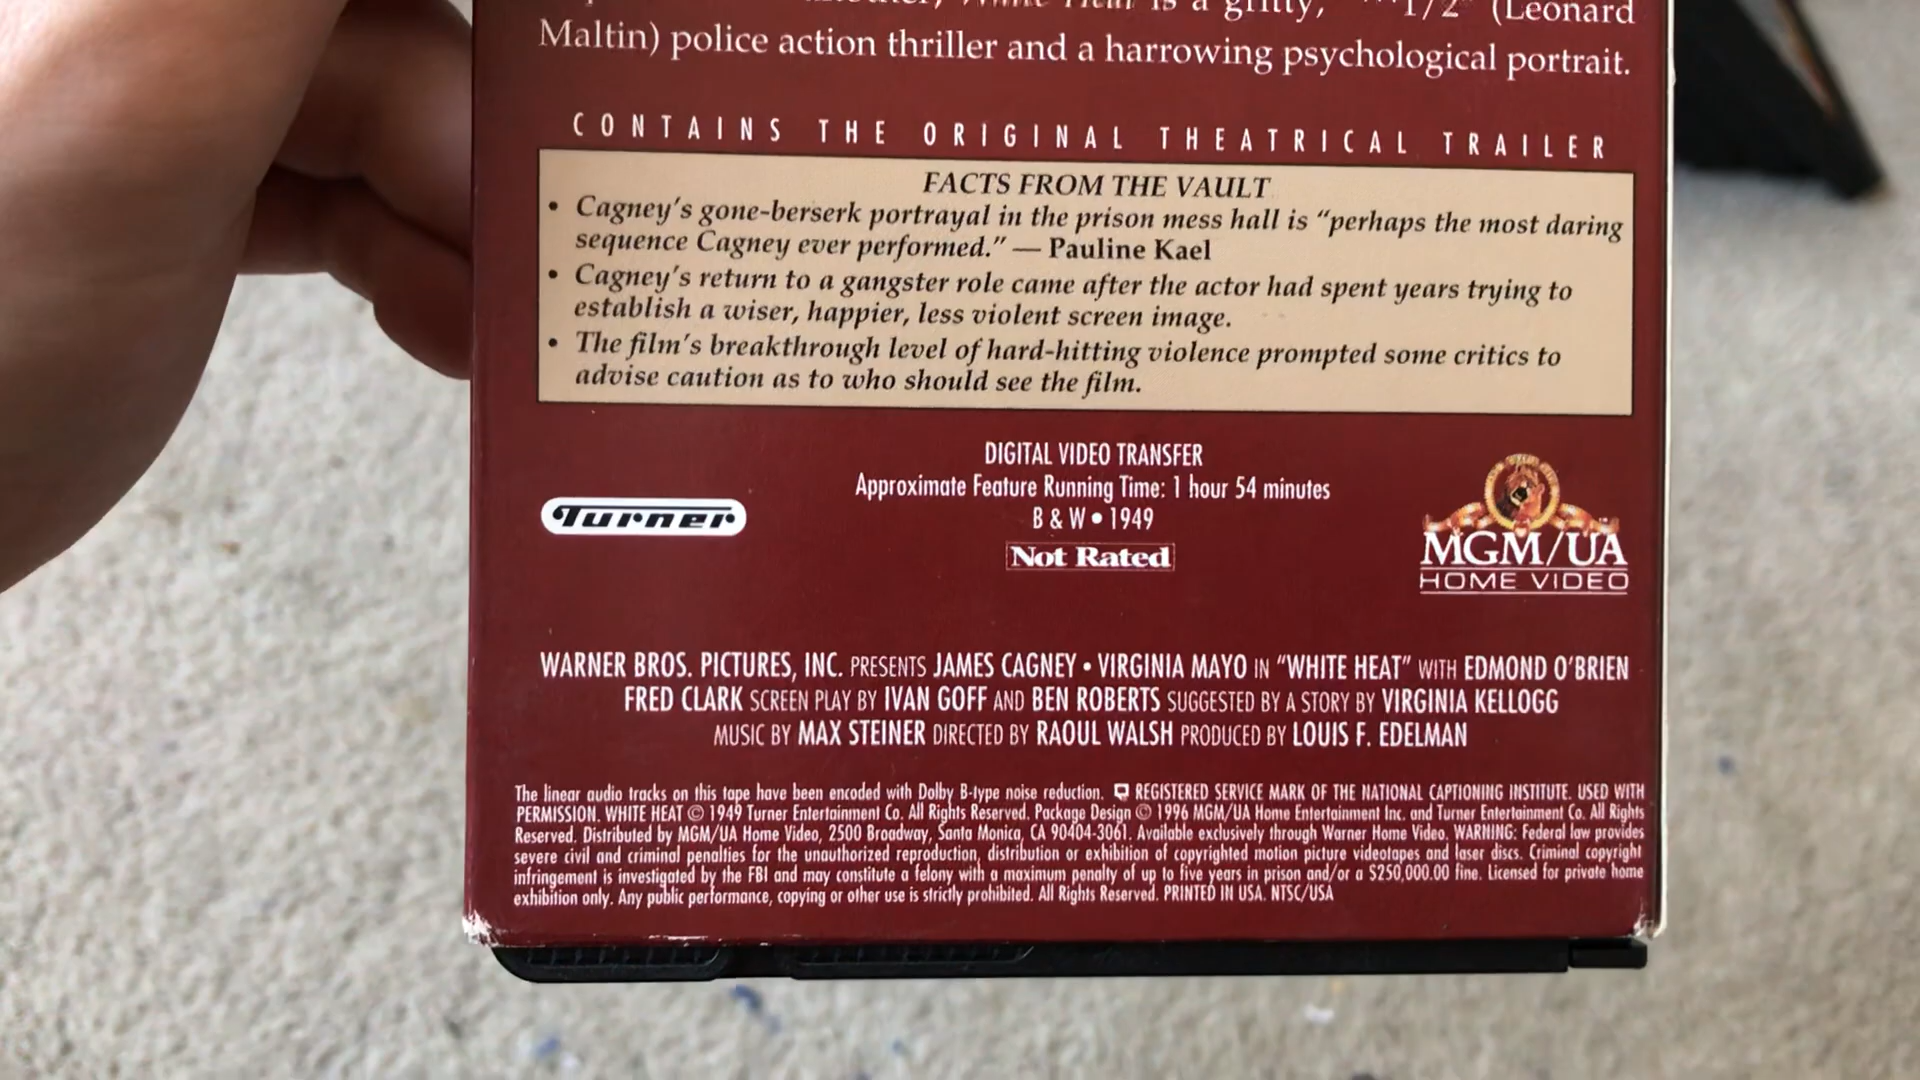 is a gritty, 1/2" (Leonard
Maltin) police action thriller and a harrowing psychological portrait.
CONTAINS THE ORIGINAL THEATRICAL TRAILER
FACTS FROM THE VAULT
• Cagney's gone-berserk portrayal in the prison mess hall is "perhaps the most daring
sequence Cagney ever performed." — Pauline Kael
• Cagney's return to a gangster role came after the actor had spent years trying to
establish a wiser, happier, less violent screen image.
• The film's breakthrough level of hard-hitting violence prompted some critics to
advise caution as to who should see the film.
DIGITAL VIDEO TRANSFER
Approximate Feature Running Time: 1 hour 54 minutes
B & W • 1949
Not Rated
Turner
MGM/UA
HOME VIDEO
WARNER BROS. PICTURES, INC. PRESENTS JAMES CAGNEY • VIRGINIA MAYO IN "WHITE HEAT" WITH EDMOND O'BRIEN
FRED CLARK SCREEN PLAY BY IVAN GOFF AND BEN ROBERTS SUGGESTED BY A STORY BY VIRGINIA KELLOGG
MUSIC BY MAX STEINER DIRECTED BY RAOUL WALSH PRODUCED BY LOUIS F. EDELMAN
The linear audio tracks on this tape have been encoded with Dolby B-type noise reduction. REGISTERED SERVICE MARK OF THE NATIONAL CAPTIONING INSTITUTE. USED WITH
PERMISSION. WHITE HEAT © 1949 Turner Entertainment Co. All Rights Reserved. Package Design © 1996 MGM/UA Home Entertainment Inc. and Turner Entertainment Co. All Rights
Reserved. Distributed by MGM/UA Home Video, 2500 Broadway, Santa Monica, CA 90404-3061. Available exclusively through Warner Home Video. WARNING: Federal law provides
severe civil and criminal penalties for the unauthorized reproduction, distribution or exhibition of copyrighted motion picture videotapes and laser discs. Criminal copyright
infringement is investigated by the FBI and may constitute a felony with a maximum penalty of up to five years in prison and/or a $250,000.00 fine. Licensed for private home
exhibition only. Any public performance, copying or other use is strictly prohibited. All Rights Reserved. PRINTED IN USA. NTSC/USA